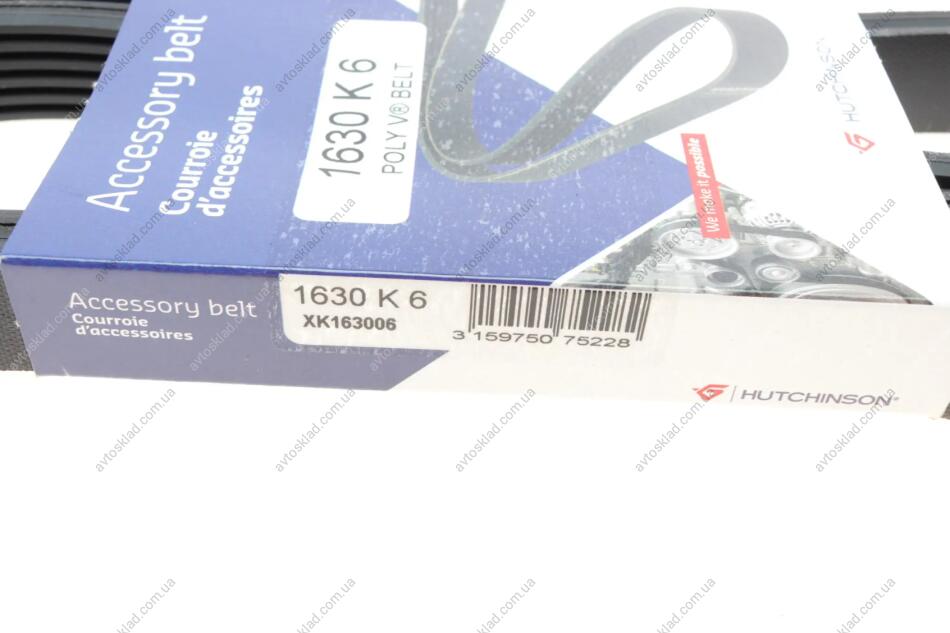 Accessory belt
Courroie
d'accessoires
1630 K 6
POLY V® BELT
We make it possible
HUTCHINSON
Accessory belt
Courroie
d'accessoires
1630 K 6
XK163006
3 159750 75228
HUTCHINSON®
avtosklad.com.ua